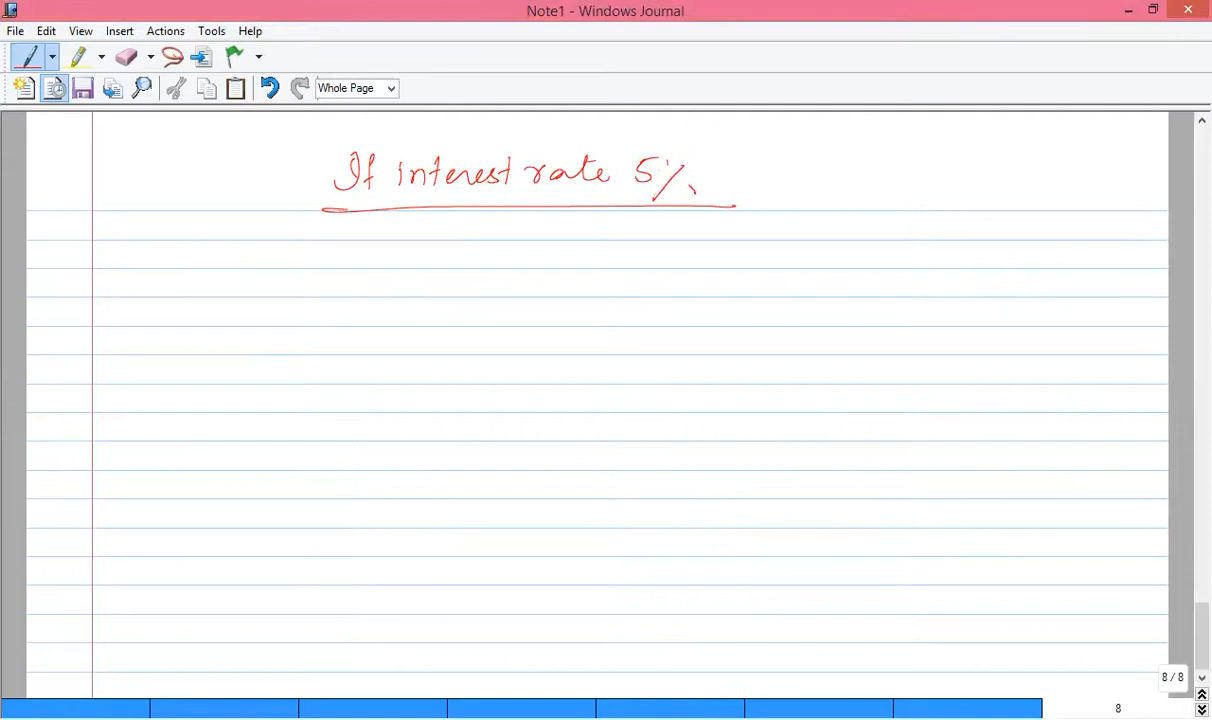 Note1 - Windows Journal
File Edit View Insert Actions Tools Help
Whole Page
If interest rate 5%
8 / 8
8